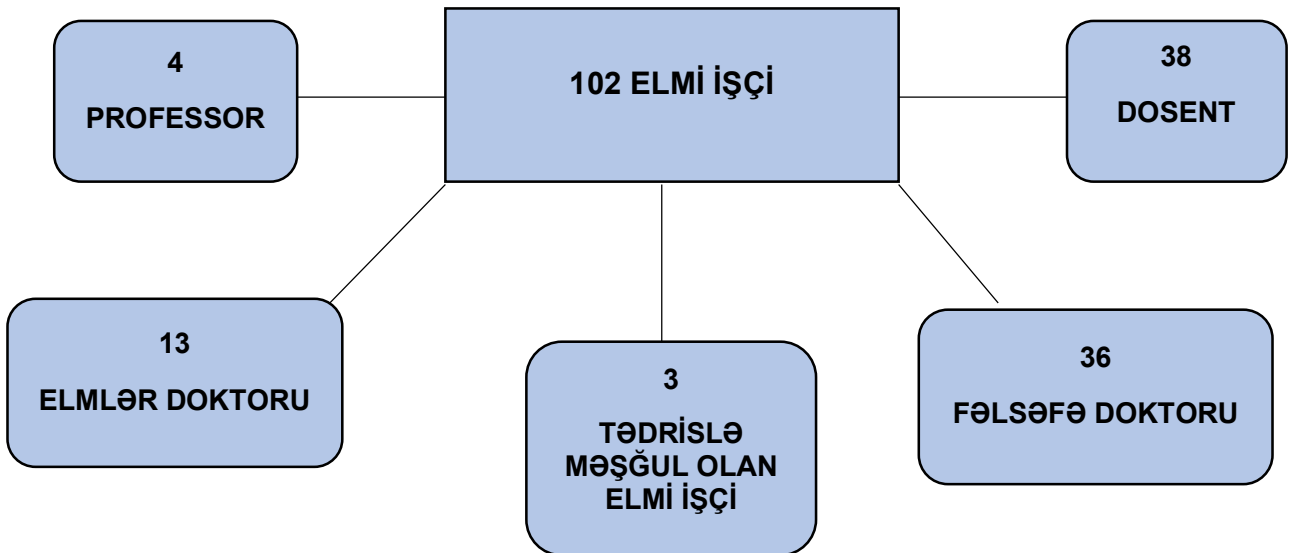 4
PROFESSOR
102 ELMİ İŞÇİ
38
DOSENT
13
ELMLƏR DOKTORU
3
TƏDRİSLƏ
MƏŞĞUL OLAN
ELMİ İŞÇİ
36
FƏLSƏFƏ DOKTORU